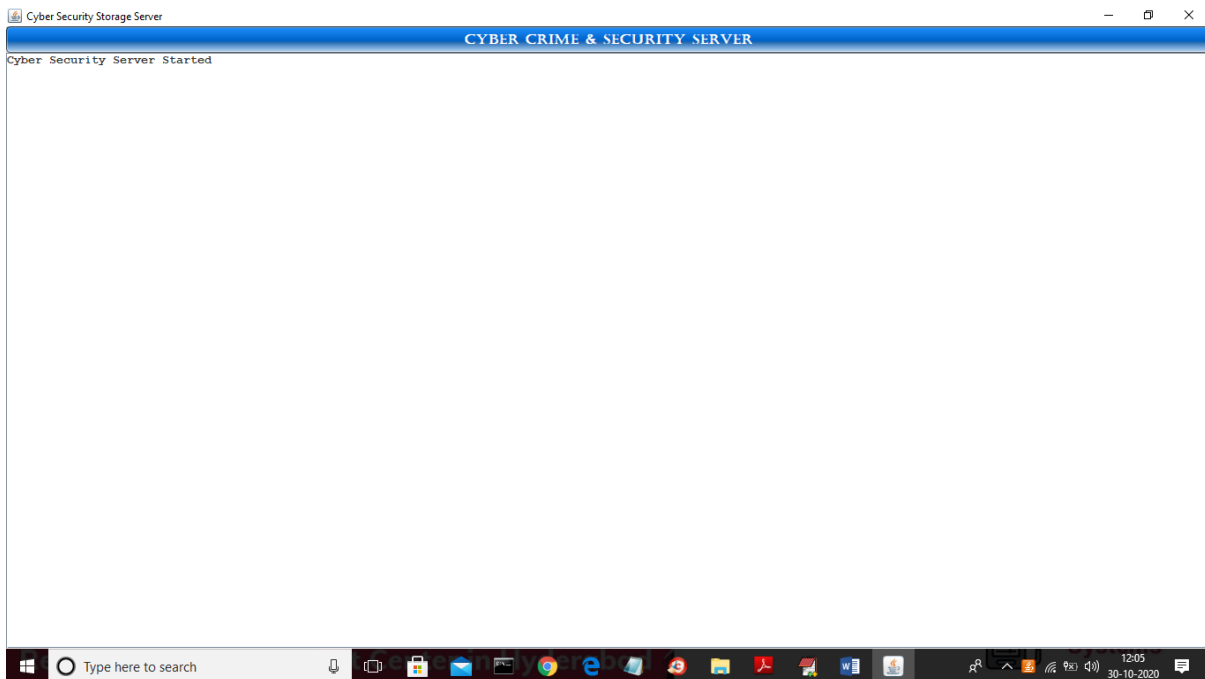 Cyber Security Storage Server
CYBER CRIME & SECURITY SERVER
Cyber Security Server Started
Type here to search
12:05
30-10-2020